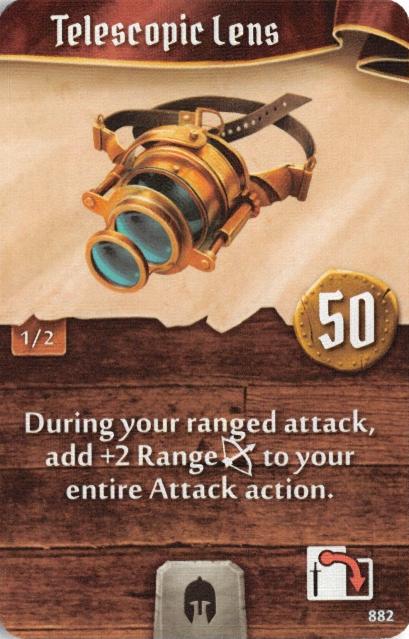 Telescopic Lens
1/2
50
During your ranged attack,
add +2 Range to your
entire Attack action.
882